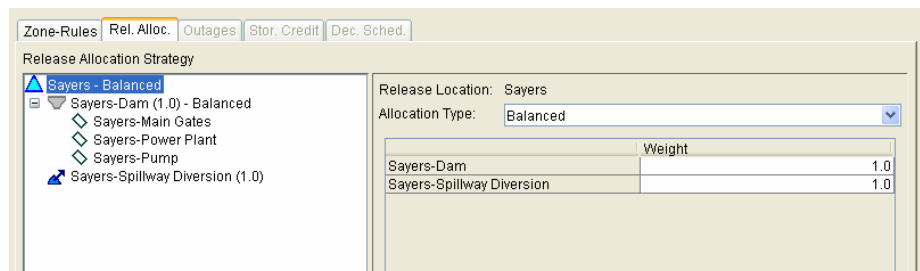 Zone-Rules Rel. Alloc. Outages Stor. Credit Dec. Sched.
Release Allocation Strategy
Sayers - Balanced
Sayers-Dam (1.0) - Balanced
Sayers-Main Gates
Sayers-Power Plant
Sayers-Pump
Sayers-Spillway Diversion (1.0)
Release Location: Sayers
Allocation Type: Balanced
Weight
Sayers-Dam 1.0
Sayers-Spillway Diversion 1.0